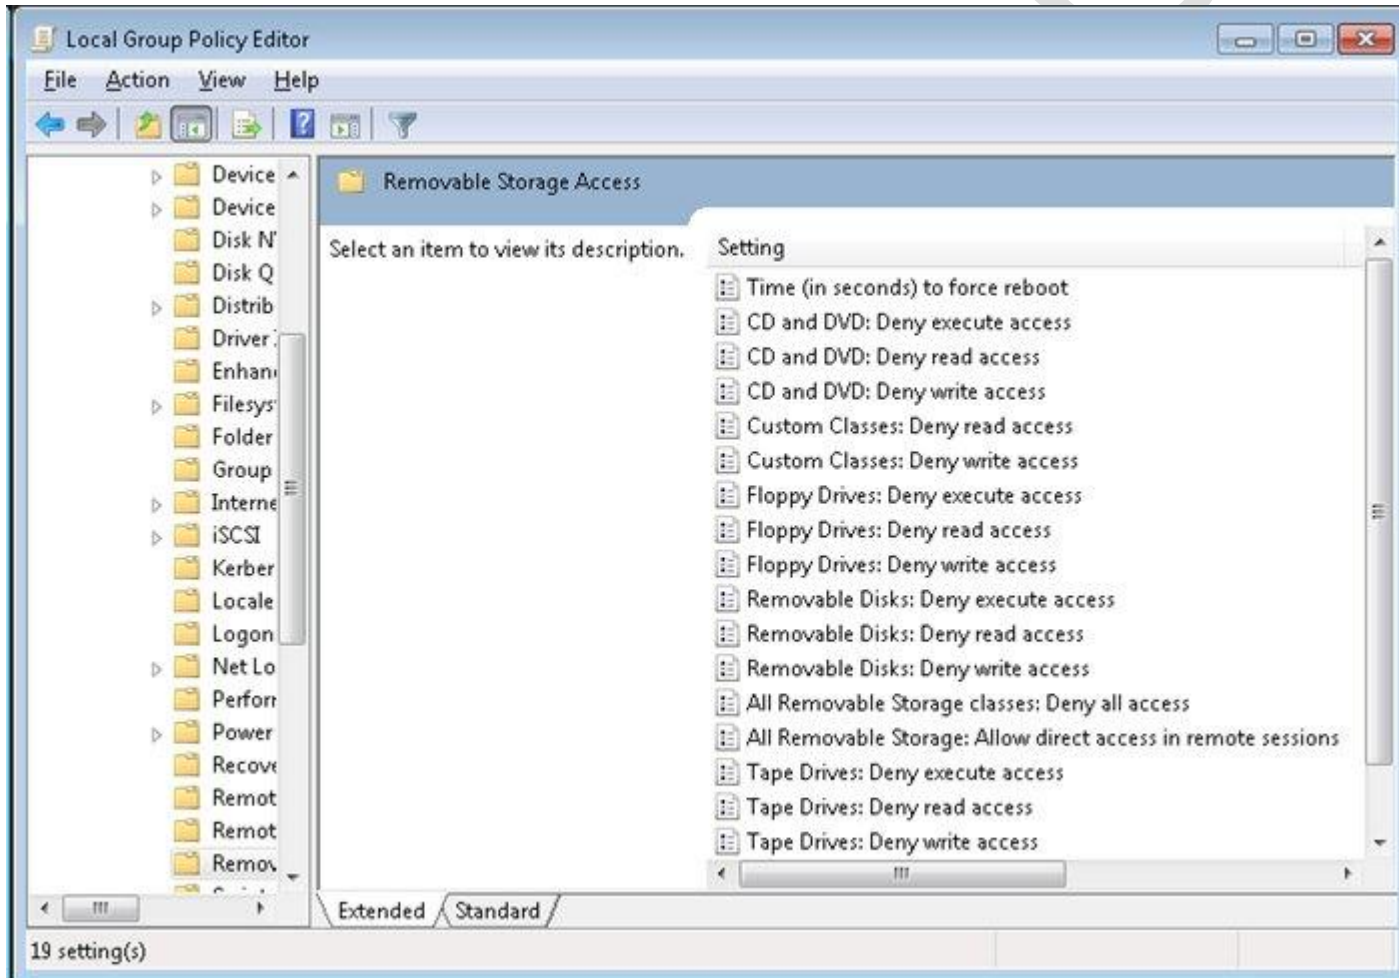 Local Group Policy Editor
File Action View Help
Device
Device
Disk N
Disk Q
Distrib
Driver
Enhan
Filesys
Folder
Group
Interne
iSCSI
Kerber
Locale
Logon
Net Lo
Perforr
Power
Recove
Remot
Remot
Remov
Removable Storage Access
Select an item to view its description.
Setting
Time (in seconds) to force reboot
CD and DVD: Deny execute access
CD and DVD: Deny read access
CD and DVD: Deny write access
Custom Classes: Deny read access
Custom Classes: Deny write access
Floppy Drives: Deny execute access
Floppy Drives: Deny read access
Floppy Drives: Deny write access
Removable Disks: Deny execute access
Removable Disks: Deny read access
Removable Disks: Deny write access
All Removable Storage classes: Deny all access
All Removable Storage: Allow direct access in remote sessions
Tape Drives: Deny execute access
Tape Drives: Deny read access
Tape Drives: Deny write access
Extended Standard
19 setting(s)